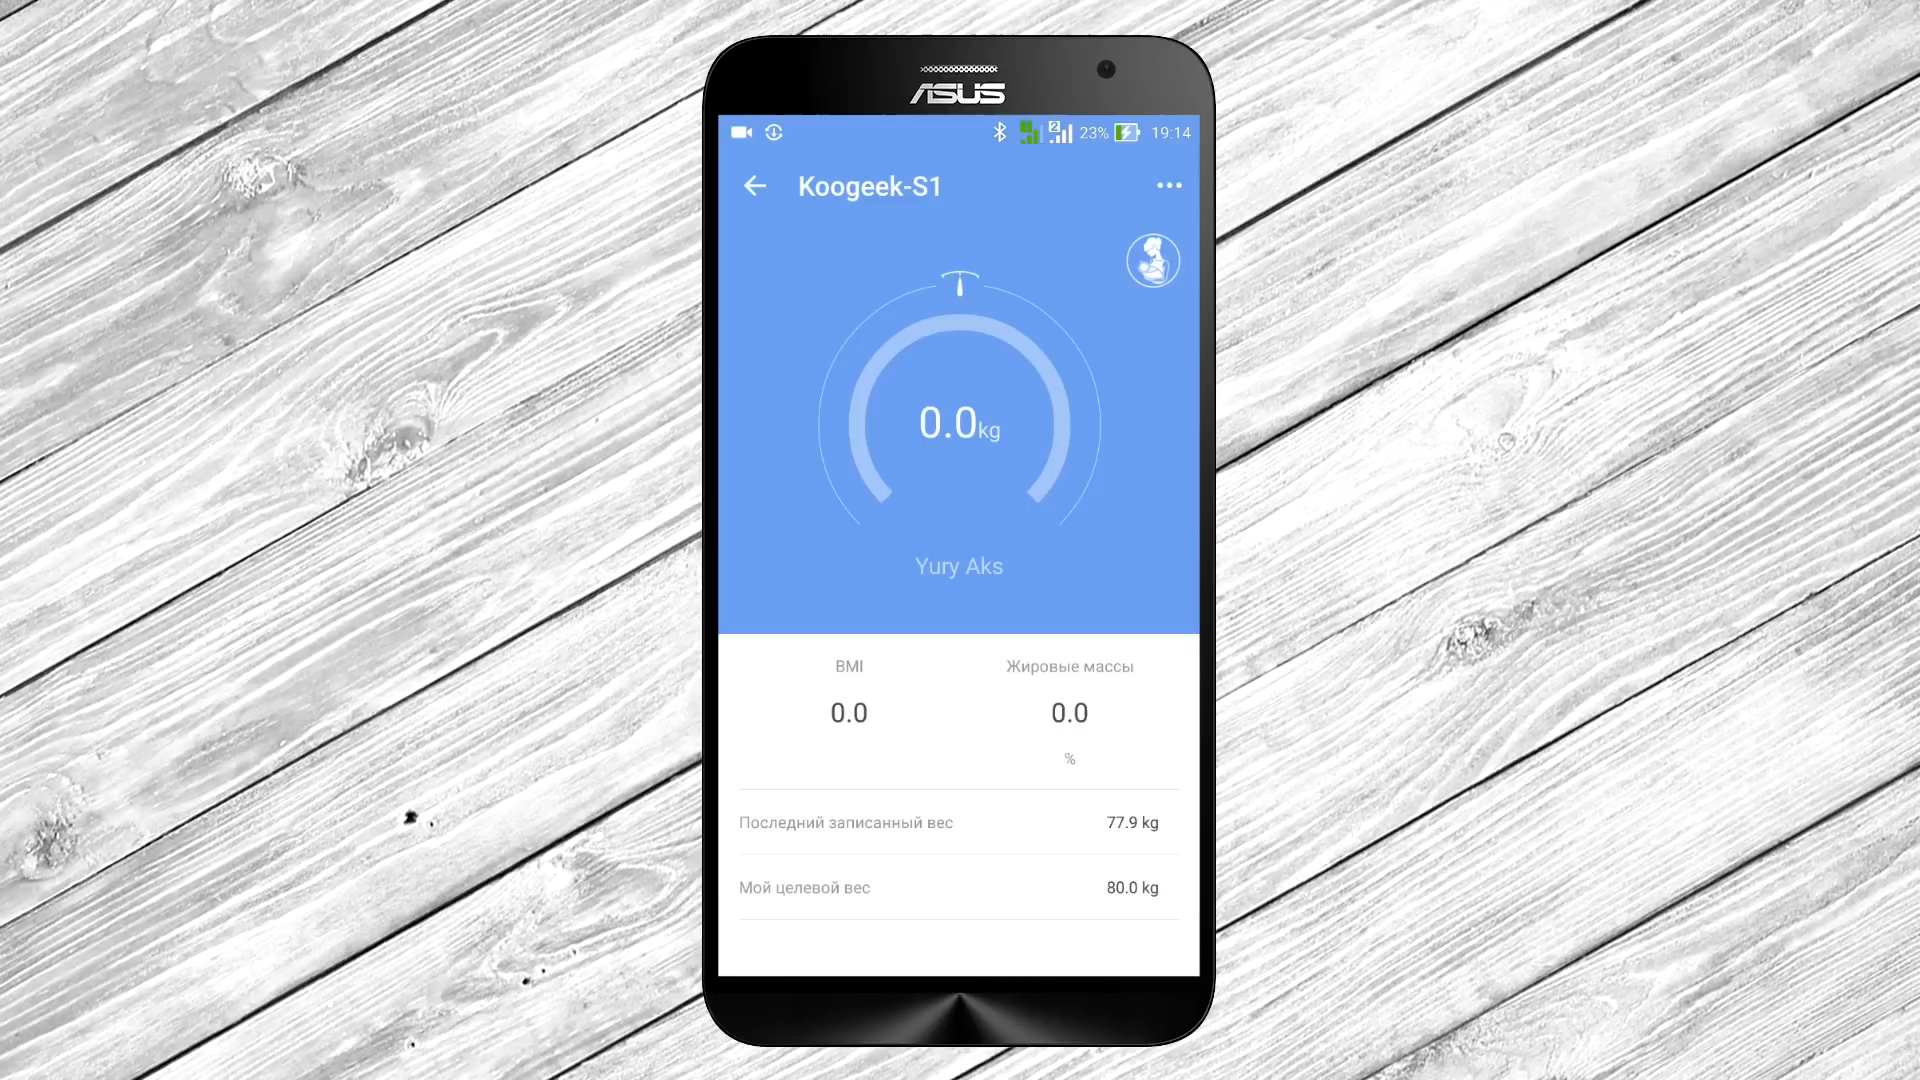 ASUS
2 23% 19:14
Koogeek-S1
0.0kg
Yury Aks
BMI Жировые массы
0.0 0.0
%
Последний записанный вес 77.9 kg
Мой целевой вес 80.0 kg